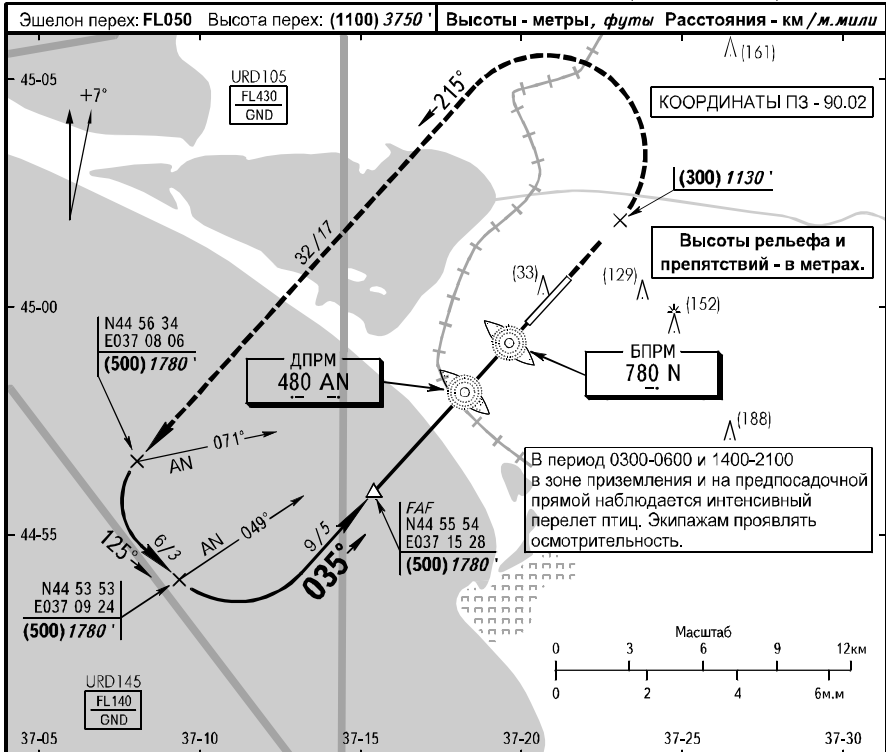 Эшелон перех: FL050 Высота перех: (1100) 3750 ' Высоты - метры, футы Расстояния - км / м.мили
45-05
+7°
URD105
FL430
GND
215°
(161)
КООРДИНАТЫ ПЗ - 90.02
(300) 1130 '
32/17
Высоты рельефа и
препятствий - в метрах.
(33)
(129)
(152)
45-00
N44 56 34
E037 08 06
(500) 1780 '
ДПРМ
480 AN
БПРМ
780 N
(188)
AN 071°
В период 0300-0600 и 1400-2100
в зоне приземления и на предпосадочной
прямой наблюдается интенсивный
перелет птиц. Экипажам проявлять
осмотрительность.
44-55
125°
6/3
AN 049°
9/5
035°
FAF
N44 55 54
E037 15 28
(500) 1780 '
N44 53 53
E037 09 24
(500) 1780 '
Масштаб
0 3 6 9 12км
0 2 4 6м.м
URD145
FL140
GND
37-05 37-10 37-15 37-20 37-25 37-30